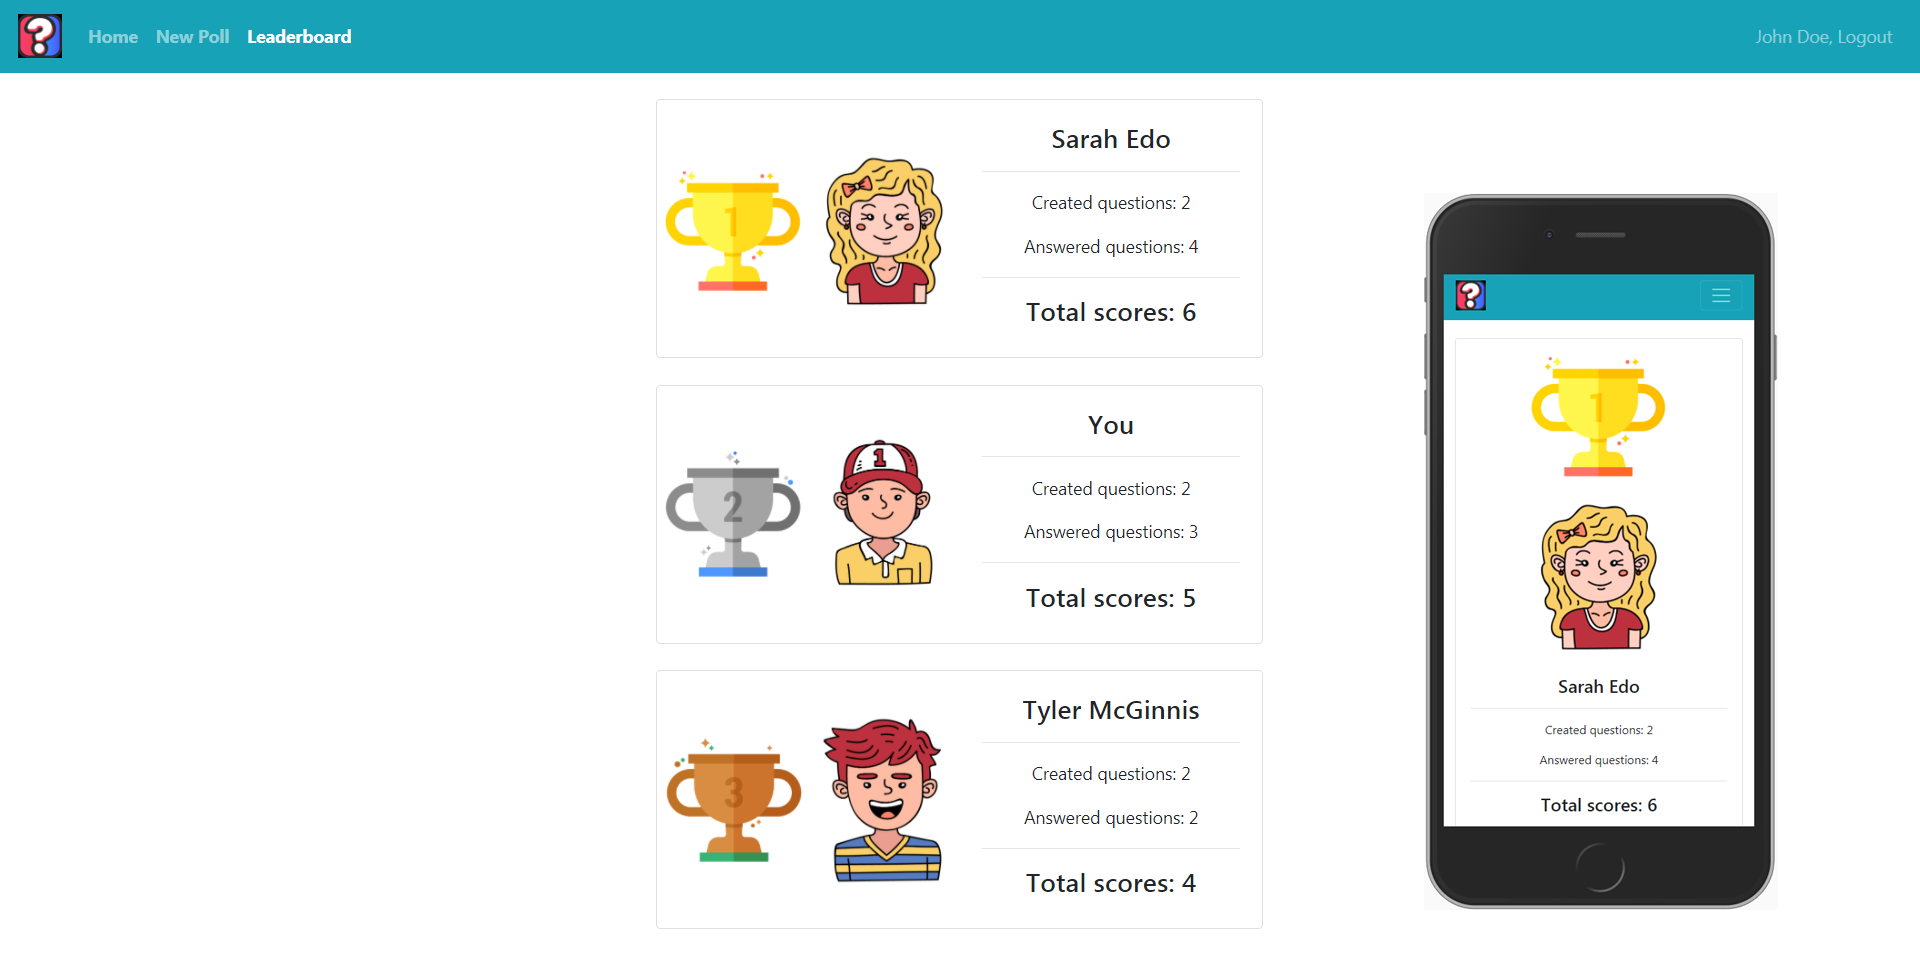 ?
Home New Poll Leaderboard John Doe, Logout
1
Sarah Edo
Created questions: 2
Answered questions: 4
Total scores: 6
2
1
You
Created questions: 2
Answered questions: 3
Total scores: 5
3
Tyler McGinnis
Created questions: 2
Answered questions: 2
Total scores: 4
?
1
Sarah Edo
Created questions: 2
Answered questions: 4
Total scores: 6